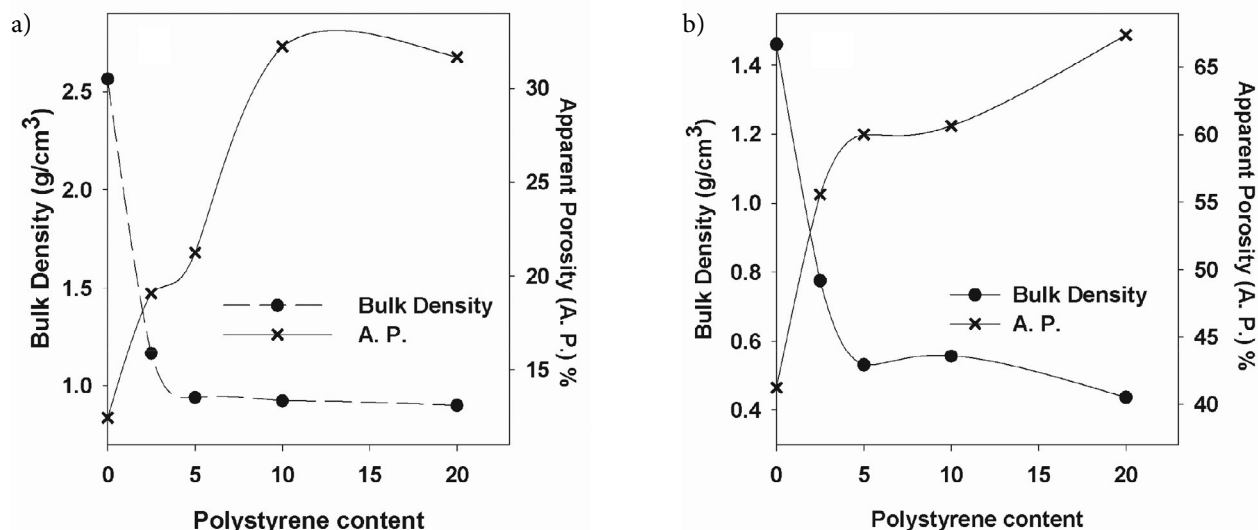 a)
2.5
2.0
1.5
1.0
Bulk Density (g/cm³)
30
25
20
15
Apparent Porosity (A. P.) %
Bulk Density
A. P.
0 5 10 15 20
Polystyrene content
b)
1.4
1.2
1.0
0.8
0.6
0.4
Bulk Density (g/cm³)
65
60
55
50
45
40
Apparent Porosity (A. P.) %
Bulk Density
A. P.
0 5 10 15 20
Polystyrene content